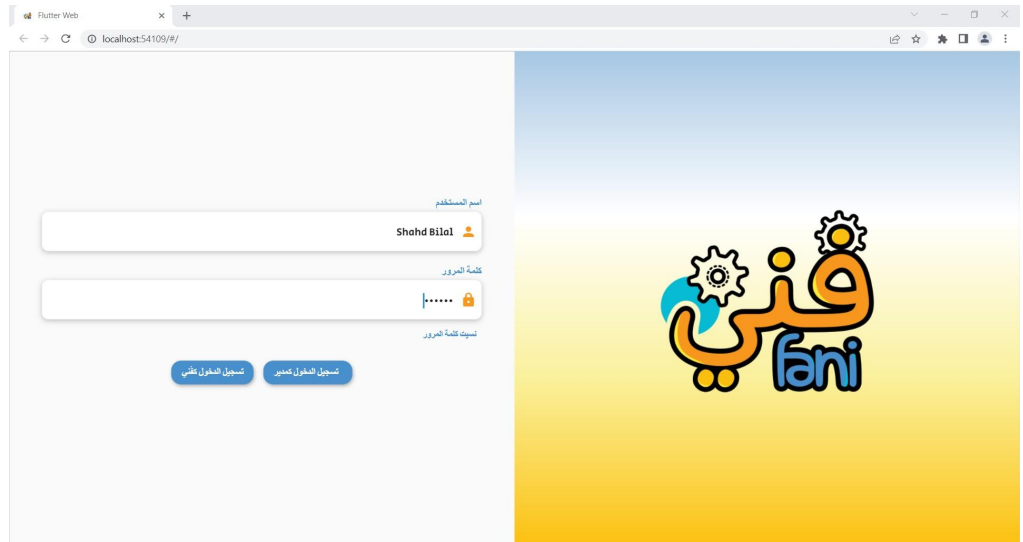 Flutter Web
localhost:54109/#/
اسم المستخدم
Shahd Bilal
كلمة المرور
••••••
نسيت كلمة المرور
تسجيل الدخول كمدير
تسجيل الدخول كفني
فني
fani